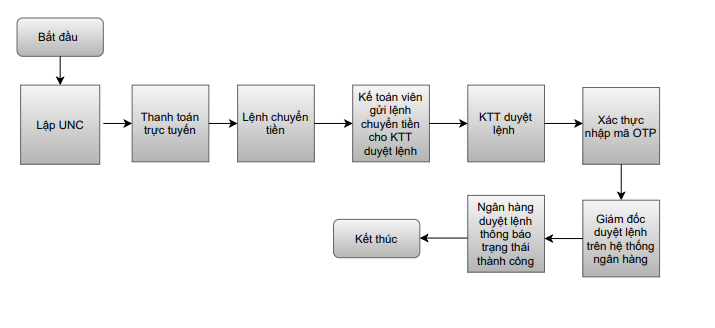 Bắt đầu
Lập UNC
Thanh toán
trực tuyến
Lệnh chuyển
tiền
Kế toán viên
gửi lệnh
chuyển tiền
cho KTT
duyệt lệnh
KTT duyệt
lệnh
Xác thực
nhập mã OTP
Giám đốc
duyệt lệnh
trên hệ thống
ngân hàng
Ngân hàng
duyệt lệnh
thông báo
trạng thái
thành công
Kết thúc